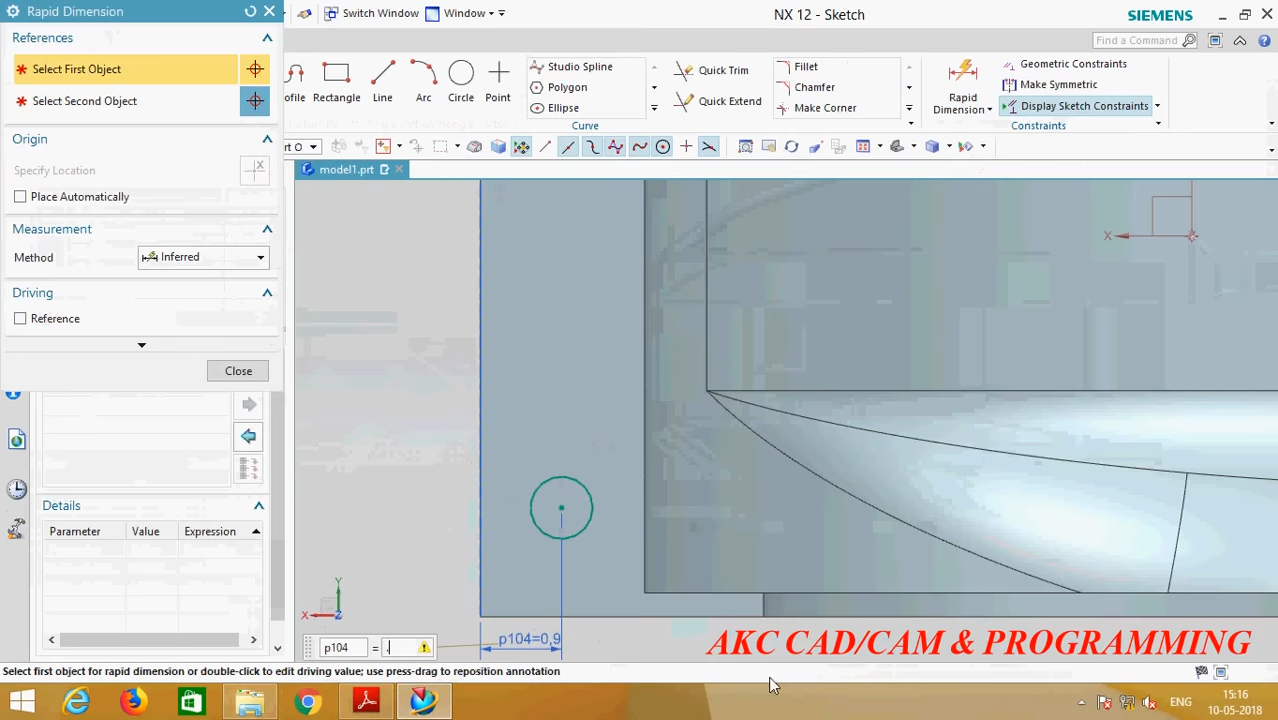 Rapid Dimension
Switch Window
Window
NX 12 - Sketch
SIEMENS
References
Find a Command
Select First Object
Select Second Object
ofile
Rectangle
Line
Arc
Circle
Point
Studio Spline
Polygon
Ellipse
Curve
Quick Trim
Quick Extend
Fillet
Chamfer
Make Corner
Rapid
Dimension
Geometric Constraints
Make Symmetric
Display Sketch Constraints
Constraints
Origin
art O
Specify Location
model1.prt
Place Automatically
Measurement
Method
Inferred
X
Driving
Reference
Close
Details
Parameter
Value
Expression
Y
X
Z
p104=0,9
p104
=
.
AKC CAD/CAM & PROGRAMMING
Select first object for rapid dimension or double-click to edit driving value; use press-drag to reposition annotation
ENG
15:16
10-05-2018